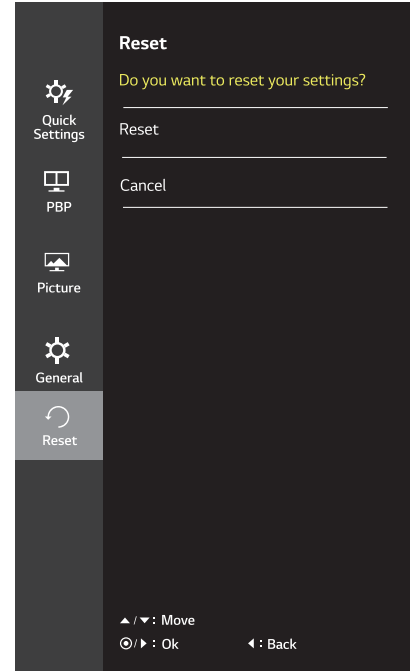 Reset
Do you want to reset your settings?
Reset
Cancel
Quick
Settings
PBP
Picture
General
Reset
▲/▼: Move
◉/▶: Ok
◀: Back